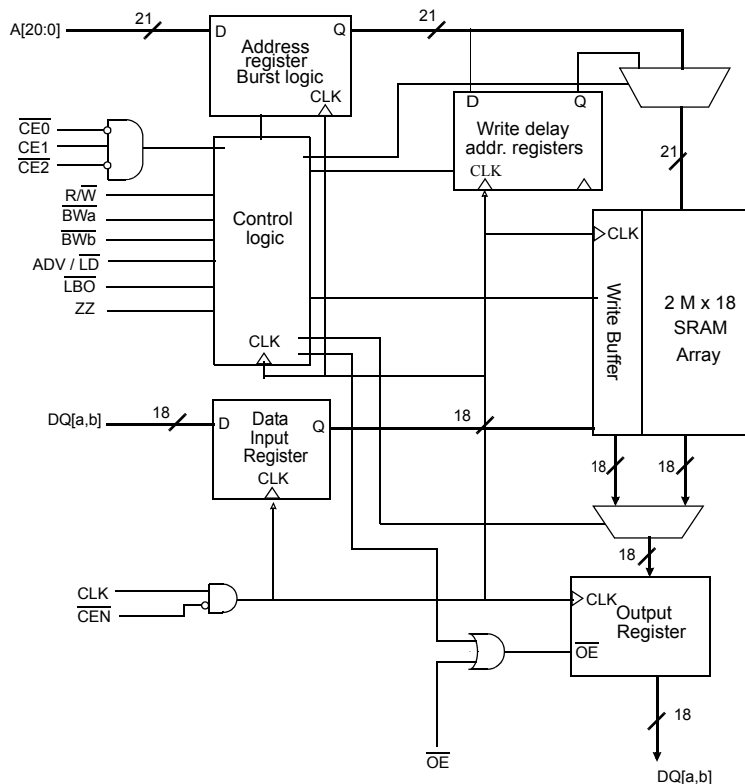 A[20:0]
21
D
Q
Address
register
Burst logic
CLK
21
D
Q
Write delay
addr. registers
CLK
21
CE0
CE1
CE2
R/W
BWa
BWb
ADV / LD
LBO
ZZ
Control
logic
CLK
CLK
Write Buffer
2 M x 18
SRAM
Array
DQ[a,b]
18
D
Q
Data
Input
Register
CLK
18
18
18
18
CLK
CEN
CLK
Output
Register
OE
OE
18
DQ[a,b]